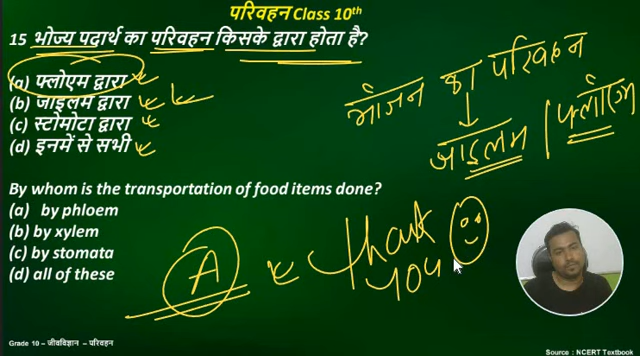 परिवहन Class 10th
15 भोज्य पदार्थ का परिवहन किसके द्वारा होता है?
(a) फ्लोएम द्वारा
(b) जाइलम द्वारा
(c) स्टोमोटा द्वारा
(d) इनमें से सभी
भोजन का परिवहन
जाइलम | फ्लोएम
By whom is the transportation of food items done?
(a) by phloem
(b) by xylem
(c) by stomata
(d) all of these
A
Thank
you
Grade 10 – जीवविज्ञान – परिवहन
Source : NCERT Textbook